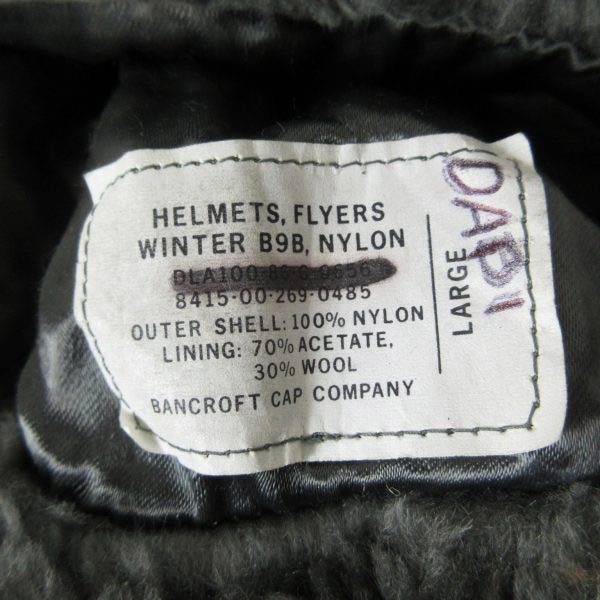 HELMETS, FLYERS
WINTER B9B, NYLON
8415-00-269-0485
OUTER SHELL: 100% NYLON
LINING: 70% ACETATE,
30% WOOL
BANCROFT CAP COMPANY
LARGE